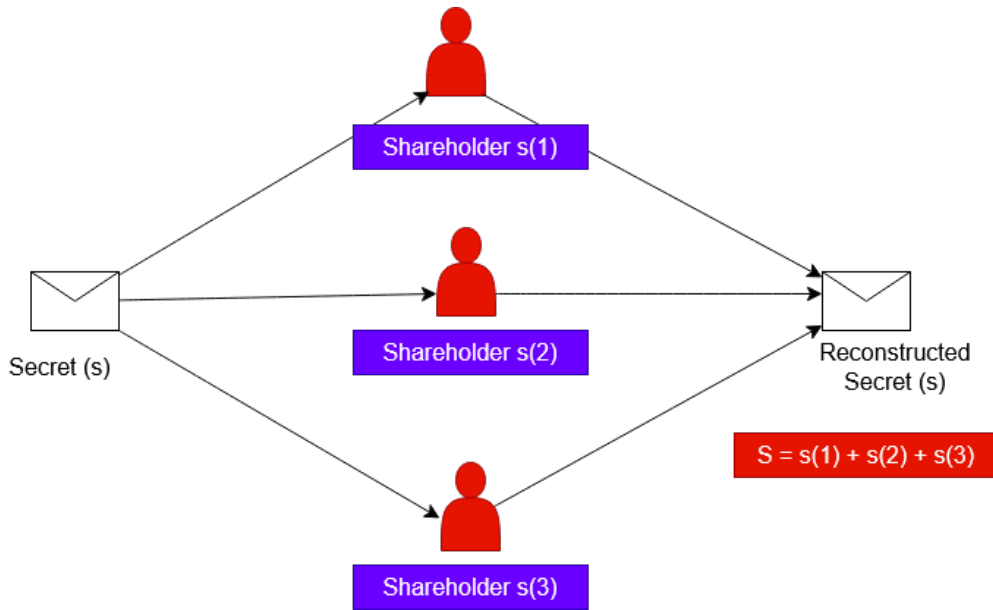 Shareholder s(1)
Secret (s)
Shareholder s(2)
Reconstructed
Secret (s)
S = s(1) + s(2) + s(3)
Shareholder s(3)